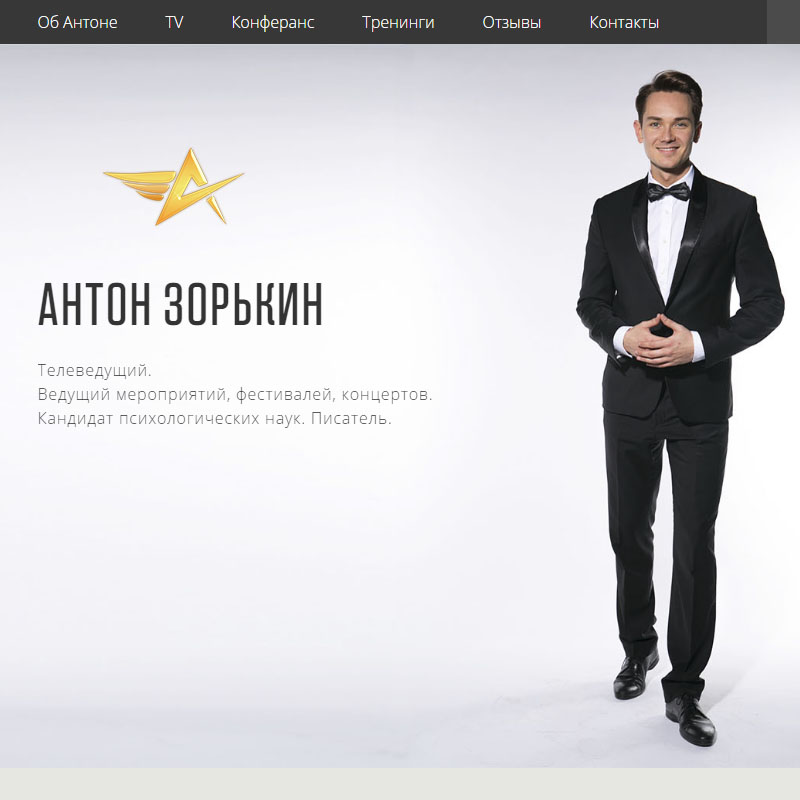 Об Антоне TV Конферанс Тренинги Отзывы Контакты
АНТОН ЗОРЬКИН
Телеведущий.
Ведущий мероприятий, фестивалей, концертов.
Кандидат психологических наук. Писатель.